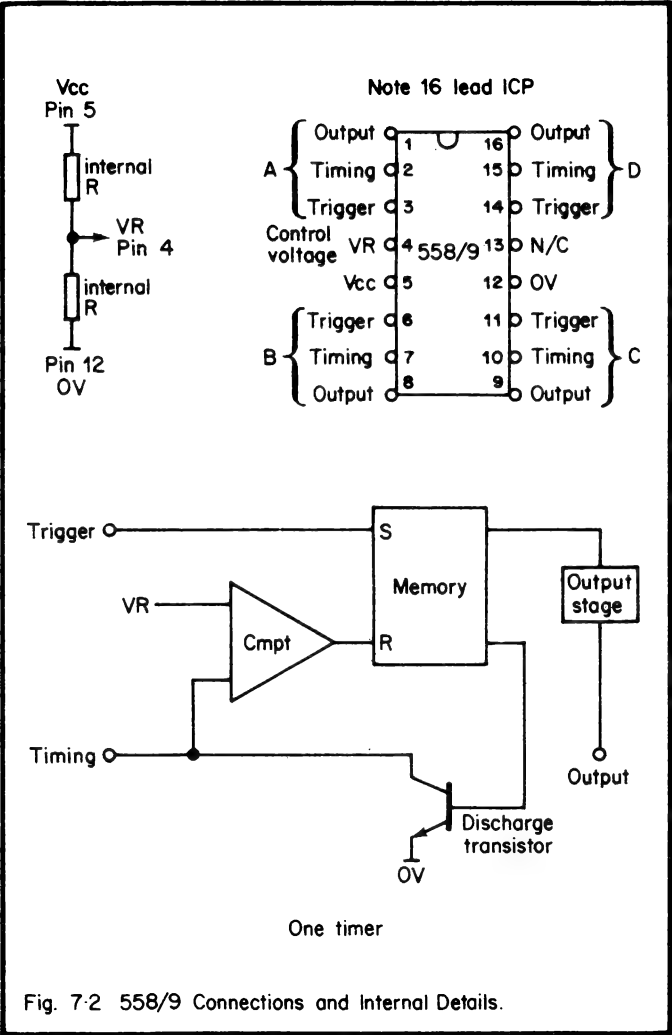 Vcc
Pin 5
internal
R
VR
Pin 4
internal
R
Pin 12
OV
Note 16 lead ICP
A
Output
Timing
Trigger
1
2
3
Control
voltage
VR
4
Vcc
5
B
Trigger
Timing
Output
6
7
8
558/9
16
15
14
Output
Timing
Trigger
D
13
N/C
12
OV
11
10
9
Trigger
Timing
Output
C
Trigger
S
Memory
Output
stage
VR
Cmpt
R
Timing
Output
Discharge
transistor
OV
One timer
Fig. 7·2 558/9 Connections and Internal Details.